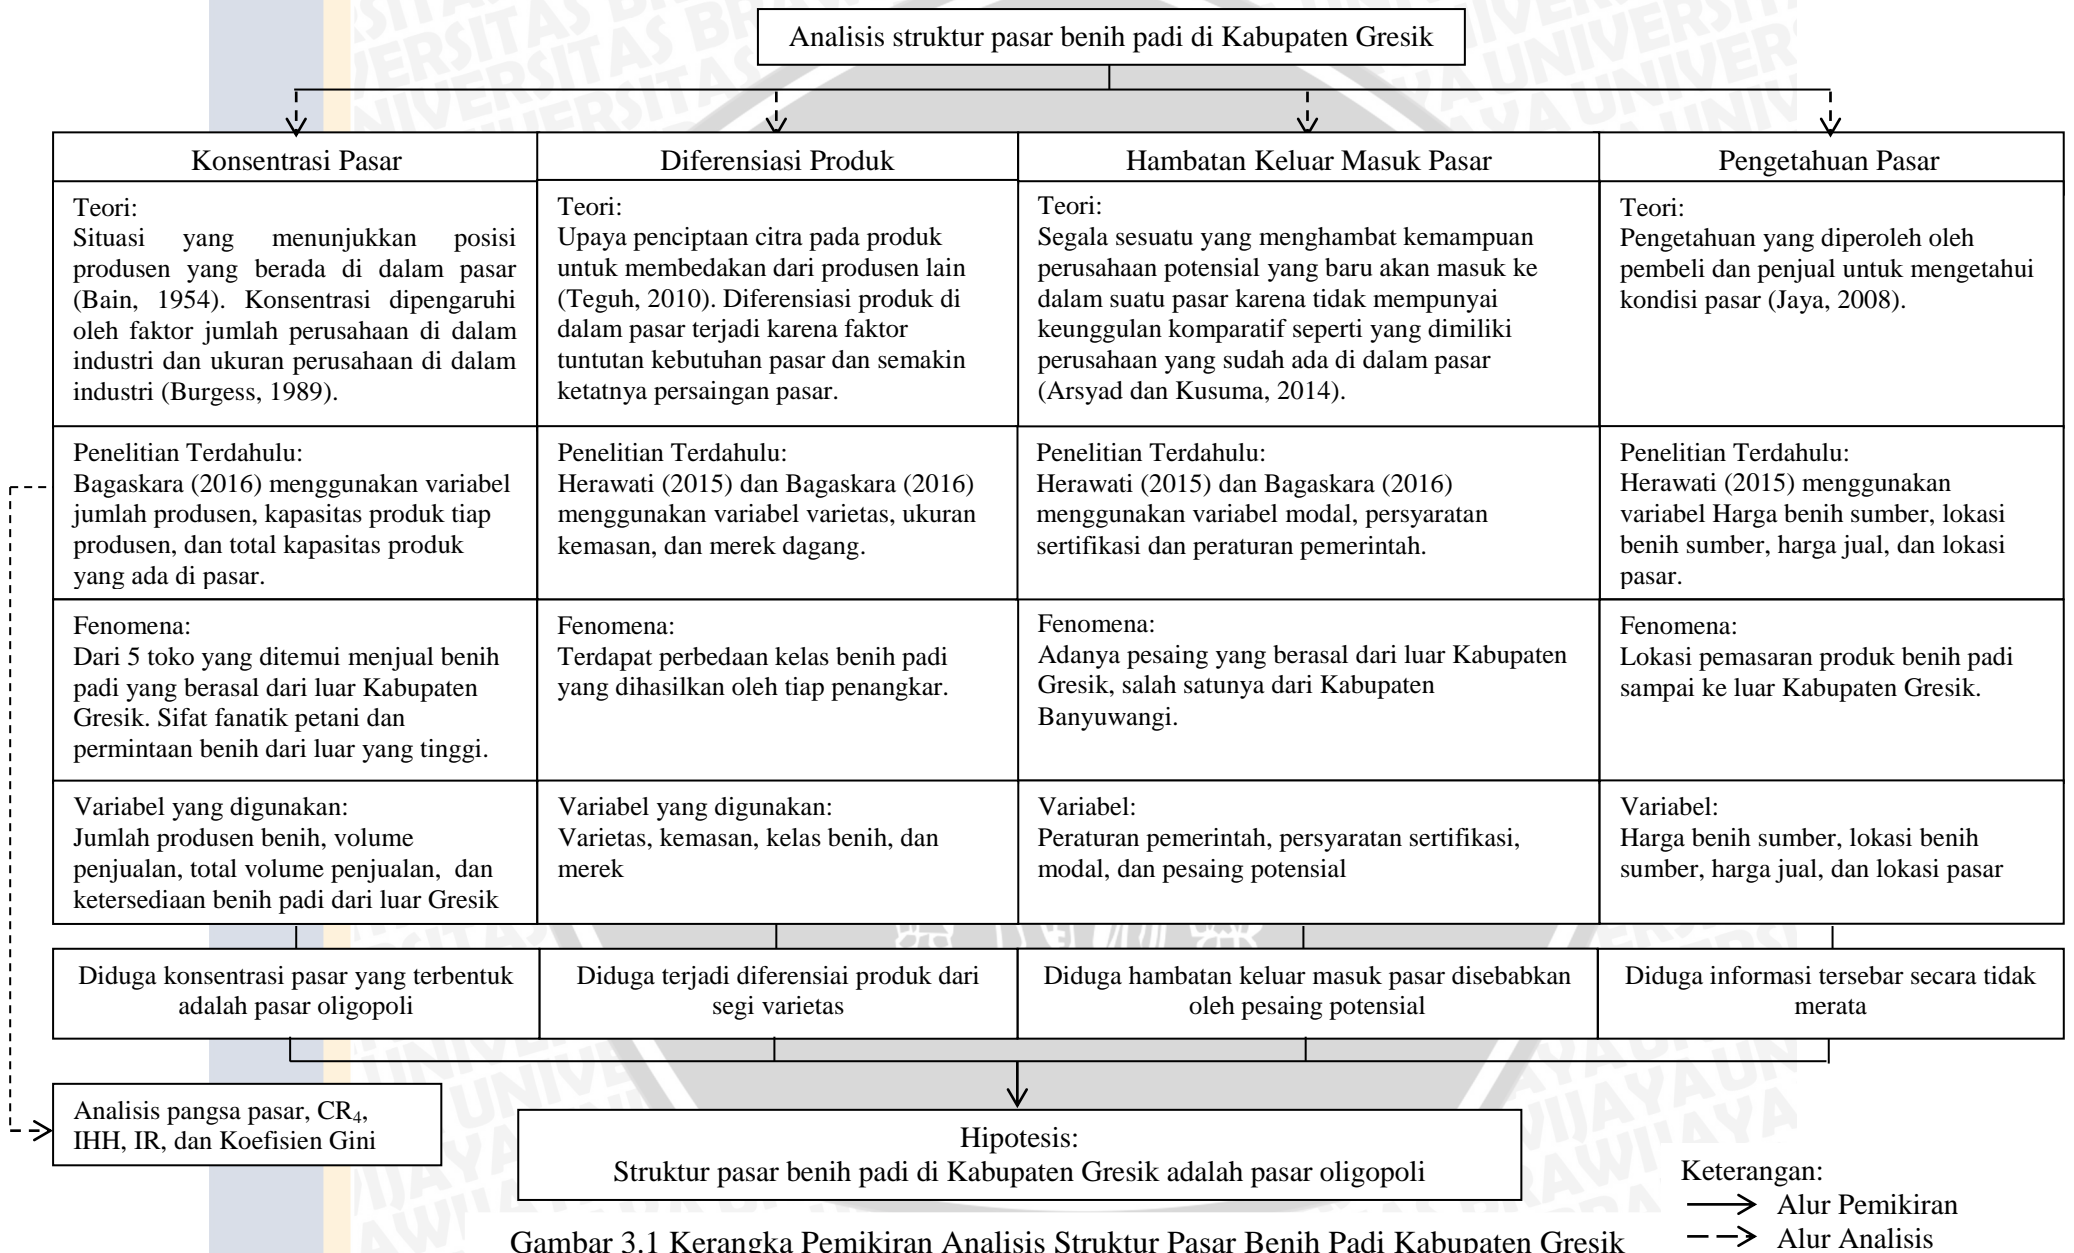 Analisis struktur pasar benih padi di Kabupaten Gresik
Konsentrasi Pasar
Teori:
Situasi yang menunjukkan posisi
produsen yang berada di dalam pasar
(Bain, 1954). Konsentrasi dipengaruhi
oleh faktor jumlah perusahaan di dalam
industri dan ukuran perusahaan di dalam
industri (Burgess, 1989).
Penelitian Terdahulu:
Bagaskara (2016) menggunakan variabel
jumlah produsen, kapasitas produk tiap
produsen, dan total kapasitas produk
yang ada di pasar.
Fenomena:
Dari 5 toko yang ditemui menjual benih
padi yang berasal dari luar Kabupaten
Gresik. Sifat fanatik petani dan
permintaan benih dari luar yang tinggi.
Variabel yang digunakan:
Jumlah produsen benih, volume
penjualan, total volume penjualan, dan
ketersediaan benih padi dari luar Gresik
Diduga konsentrasi pasar yang terbentuk
adalah pasar oligopoli
Diferensiasi Produk
Teori:
Upaya penciptaan citra pada produk
untuk membedakan dari produsen lain
(Teguh, 2010). Diferensiasi produk di
dalam pasar terjadi karena faktor
tuntutan kebutuhan pasar dan semakin
ketatnya persaingan pasar.
Penelitian Terdahulu:
Herawati (2015) dan Bagaskara (2016)
menggunakan variabel varietas, ukuran
kemasan, dan merek dagang.
Fenomena:
Terdapat perbedaan kelas benih padi
yang dihasilkan oleh tiap penangkar.
Variabel yang digunakan:
Varietas, kemasan, kelas benih, dan
merek
Diduga terjadi diferensiai produk dari
segi varietas
Hambatan Keluar Masuk Pasar
Teori:
Segala sesuatu yang menghambat kemampuan
perusahaan potensial yang baru akan masuk ke
dalam suatu pasar karena tidak mempunyai
keunggulan komparatif seperti yang dimiliki
perusahaan yang sudah ada di dalam pasar
(Arsyad dan Kusuma, 2014).
Penelitian Terdahulu:
Herawati (2015) dan Bagaskara (2016)
menggunakan variabel modal, persyaratan
sertifikasi dan peraturan pemerintah.
Fenomena:
Adanya pesaing yang berasal dari luar Kabupaten
Gresik, salah satunya dari Kabupaten
Banyuwangi.
Variabel:
Peraturan pemerintah, persyaratan sertifikasi,
modal, dan pesaing potensial
Diduga hambatan keluar masuk pasar disebabkan
oleh pesaing potensial
Pengetahuan Pasar
Teori:
Pengetahuan yang diperoleh oleh
pembeli dan penjual untuk mengetahui
kondisi pasar (Jaya, 2008).
Penelitian Terdahulu:
Herawati (2015) menggunakan
variabel Harga benih sumber, lokasi
benih sumber, harga jual, dan lokasi
pasar.
Fenomena:
Lokasi pemasaran produk benih padi
sampai ke luar Kabupaten Gresik.
Variabel:
Harga benih sumber, lokasi benih
sumber, harga jual, dan lokasi pasar
Diduga informasi tersebar secara tidak
merata
Analisis pangsa pasar, CR₄,
IHH, IR, dan Koefisien Gini
Hipotesis:
Struktur pasar benih padi di Kabupaten Gresik adalah pasar oligopoli
Keterangan:
Alur Pemikiran
Alur Analisis
Gambar 3.1 Kerangka Pemikiran Analisis Struktur Pasar Benih Padi Kabupaten Gresik